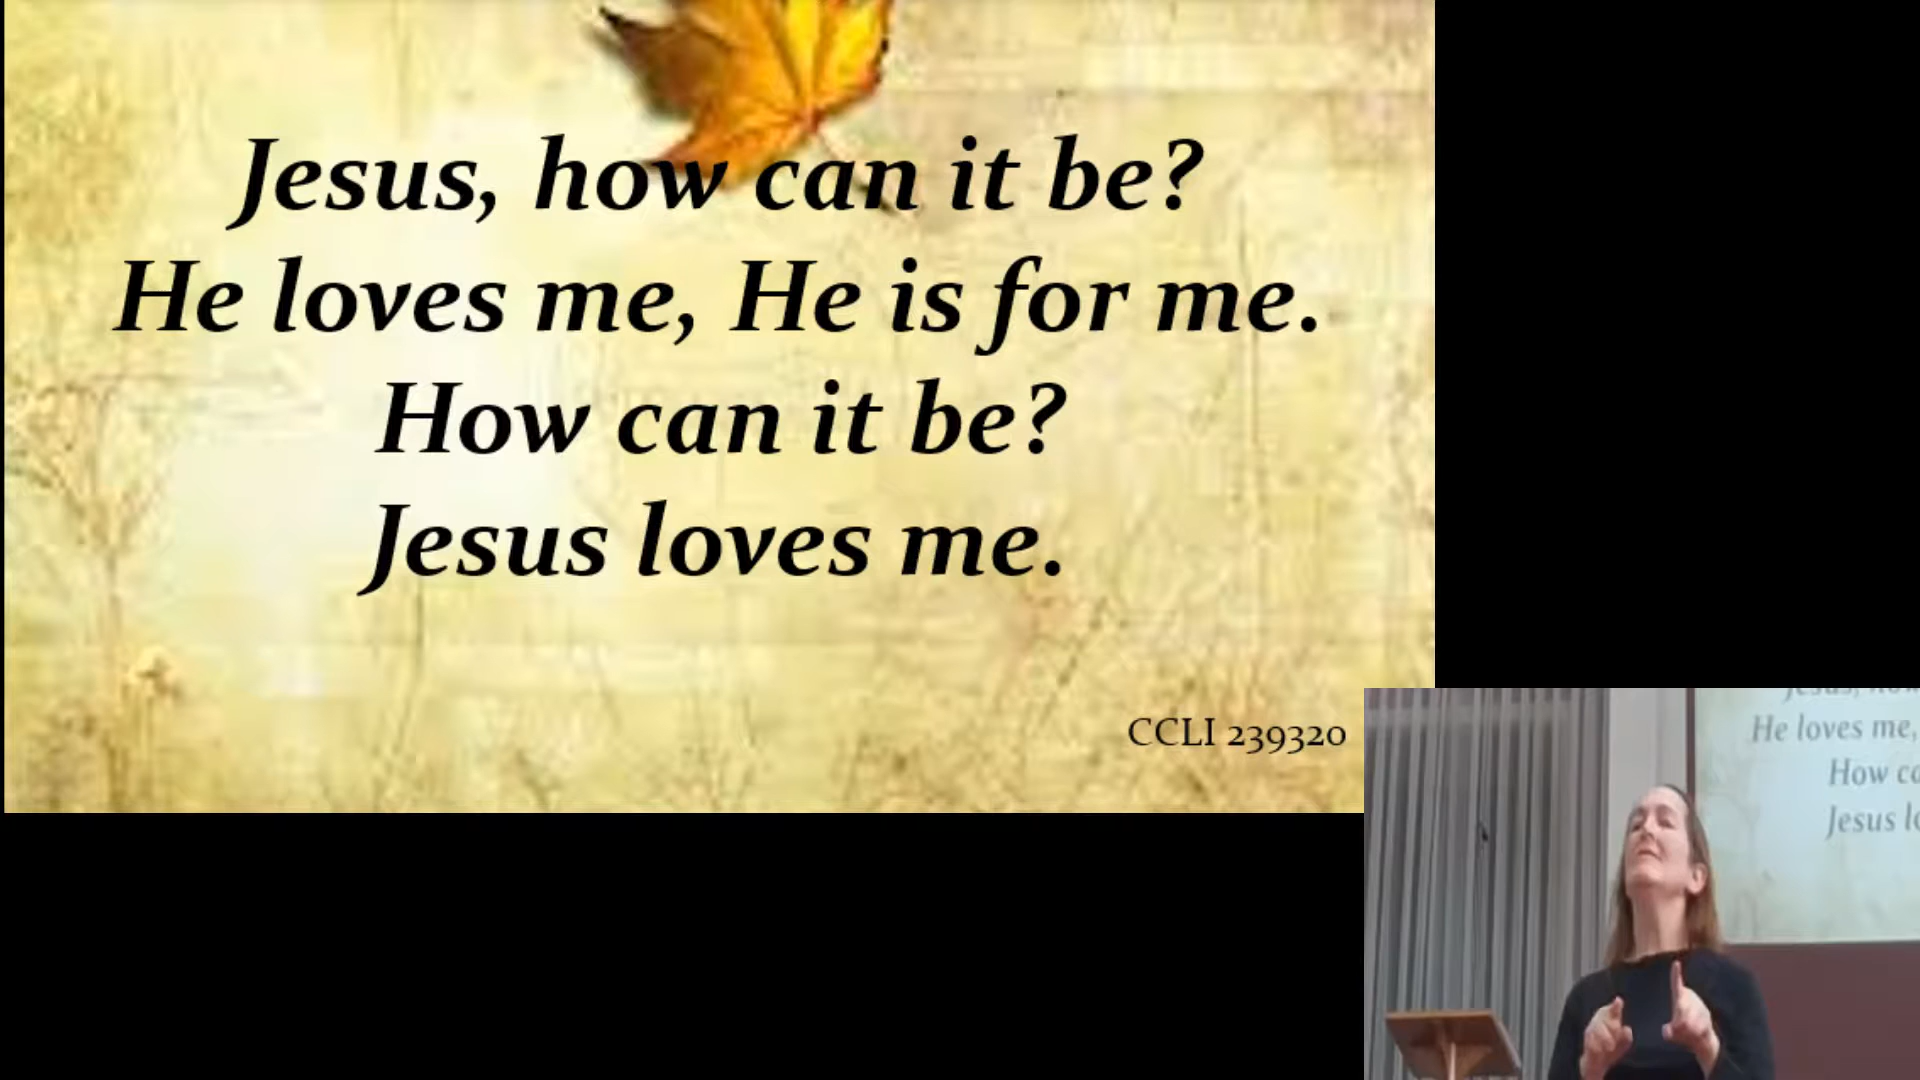 Jesus, how can it be?
He loves me, He is for me.
How can it be?
Jesus loves me.
CCLI 239320
He loves me,
How
Jesus